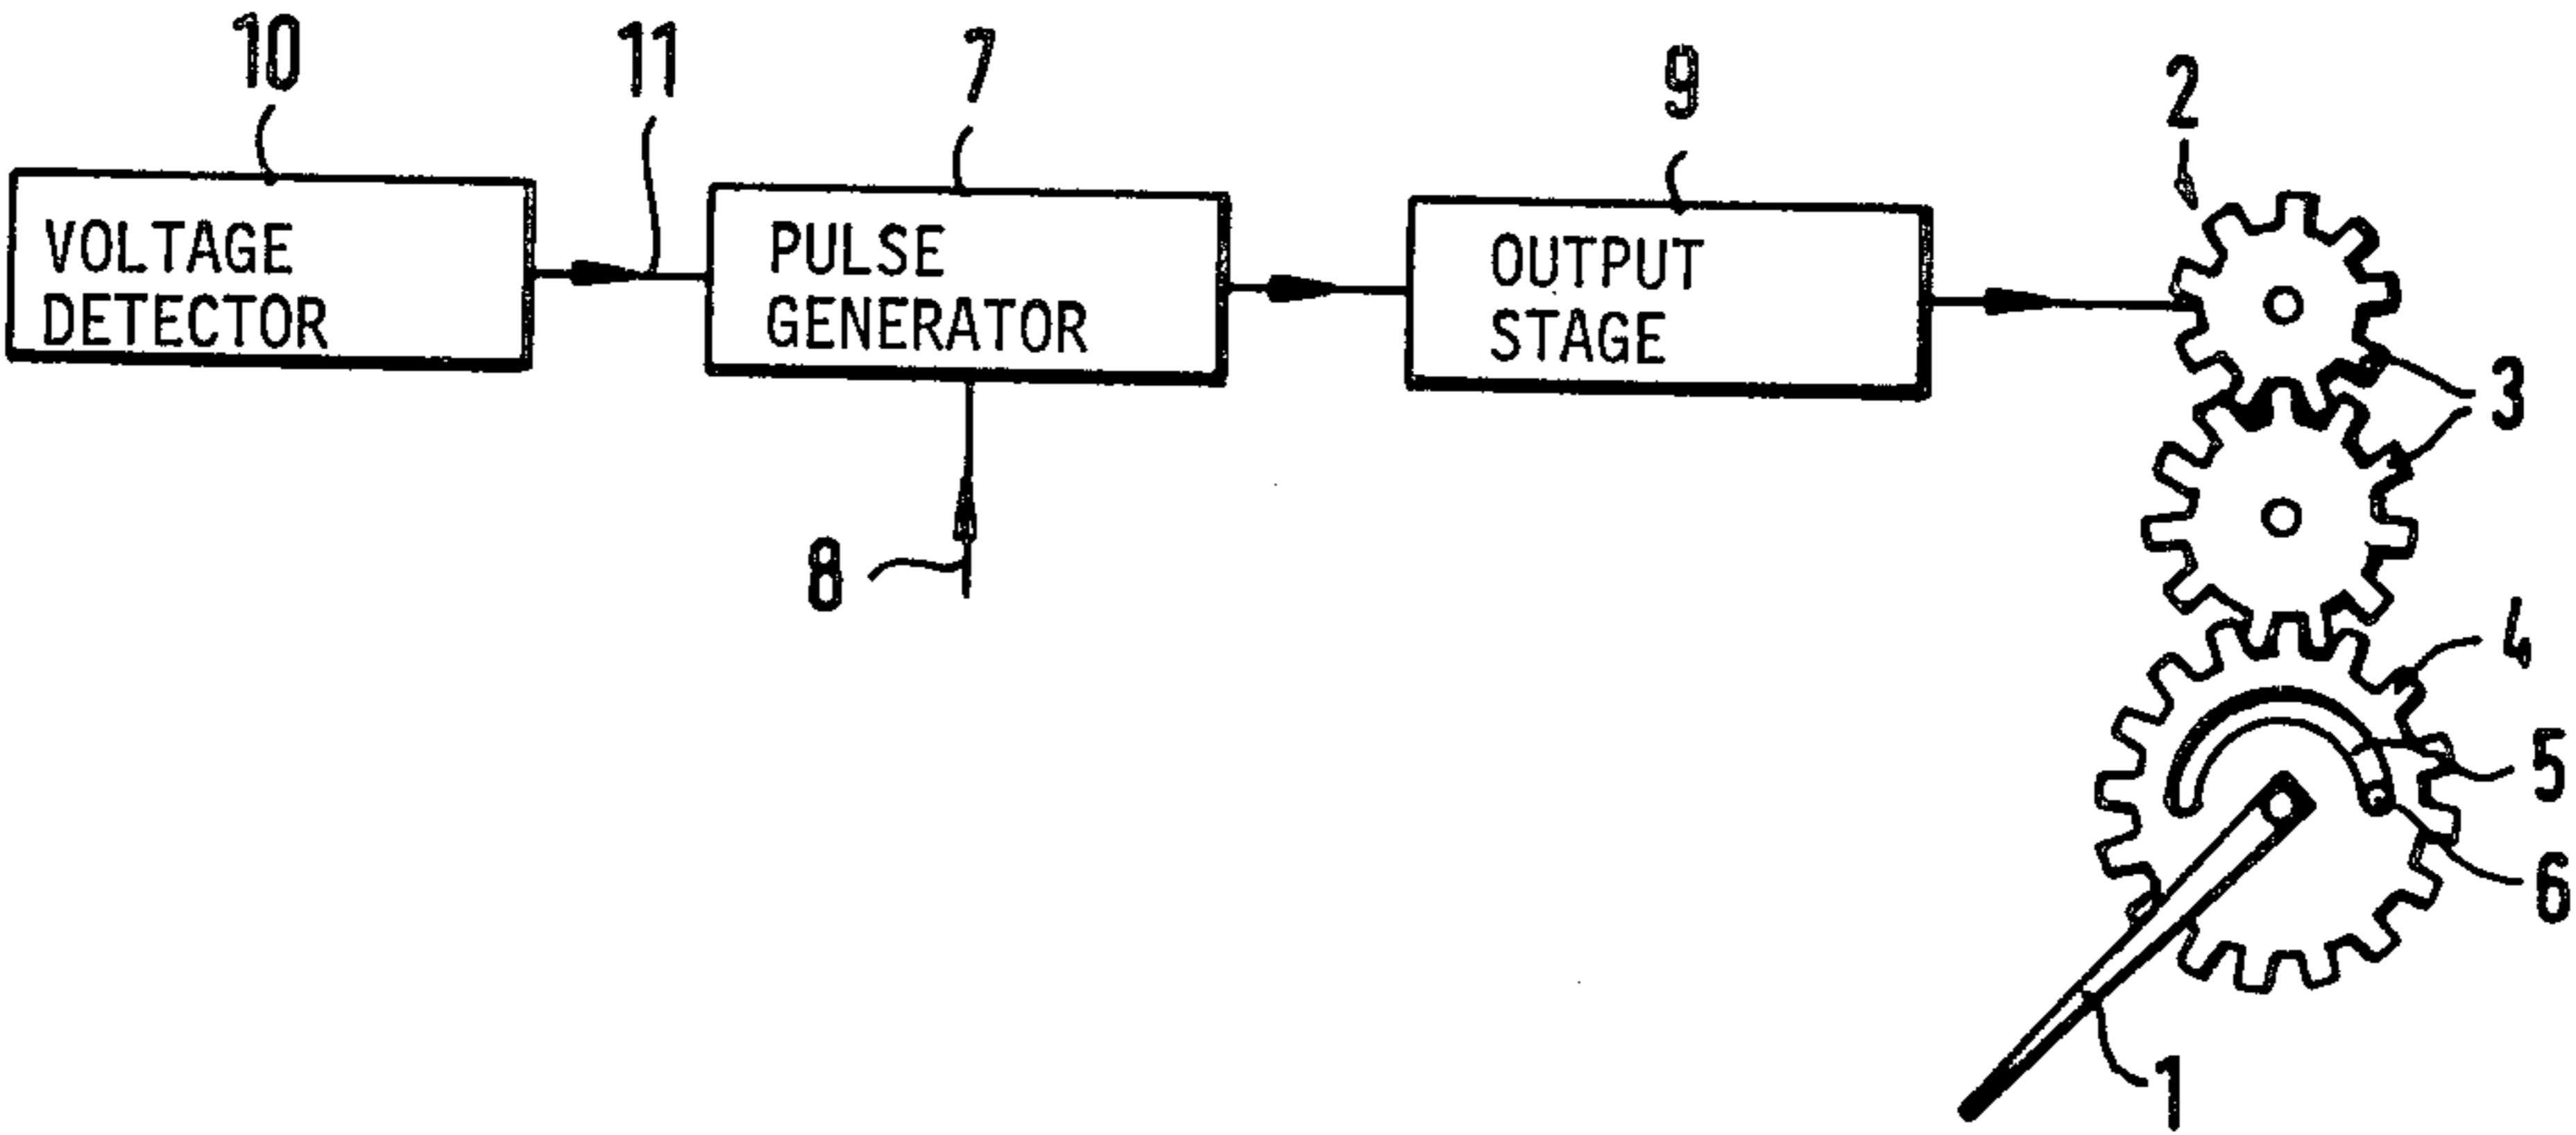 10
11
7
9
2
VOLTAGE
DETECTOR
PULSE
GENERATOR
OUTPUT
STAGE
3
8
4
5
6
1